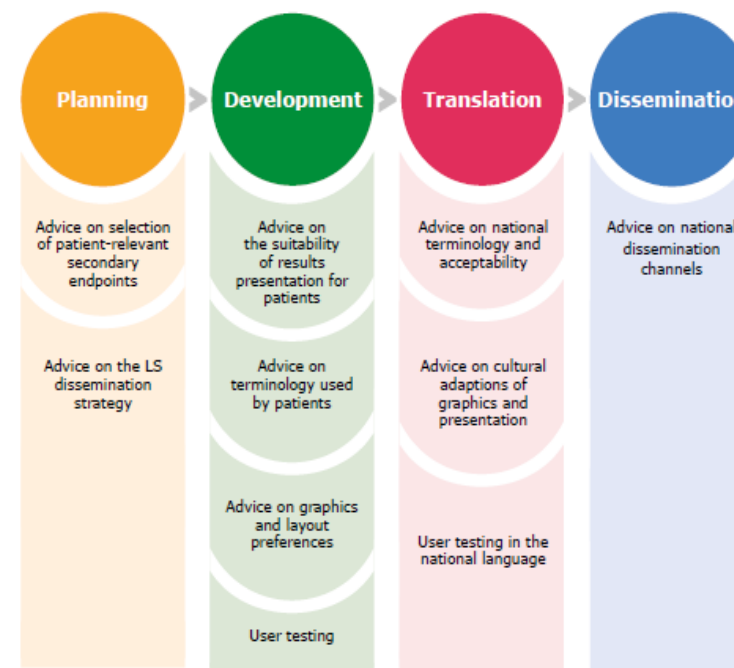 Planning
Development
Translation
Disseminatio
Advice on selection
of patient-relevant
secondary
endpoints
Advice on the LS
dissemination
strategy
Advice on
the suitability
of results
presentation for
patients
Advice on
terminology used
by patients
Advice on graphics
and layout
preferences
User testing
Advice on national
terminology and
acceptability
Advice on cultural
adaptions of
graphics and
presentation
User testing in the
national language
Advice on national
dissemination
channels